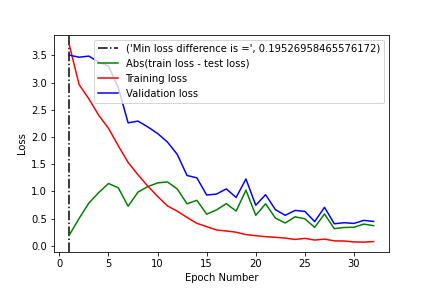 ('Min loss difference is =', 0.19526958465576172)
Abs(train loss - test loss)
Training loss
Validation loss
3.5
3.0
2.5
2.0
1.5
1.0
0.5
0.0
Loss
0 5 10 15 20 25 30
Epoch Number